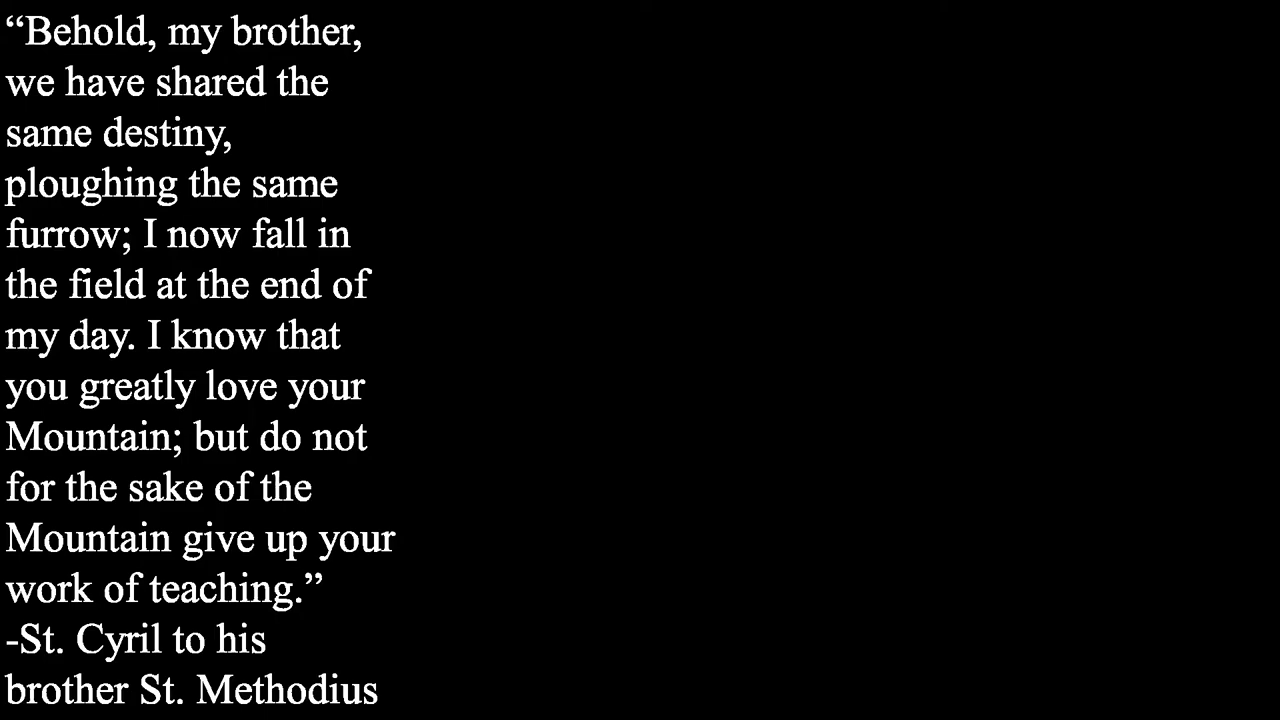 “Behold, my brother,
we have shared the
same destiny,
ploughing the same
furrow; I now fall in
the field at the end of
my day. I know that
you greatly love your
Mountain; but do not
for the sake of the
Mountain give up your
work of teaching.”
-St. Cyril to his
brother St. Methodius